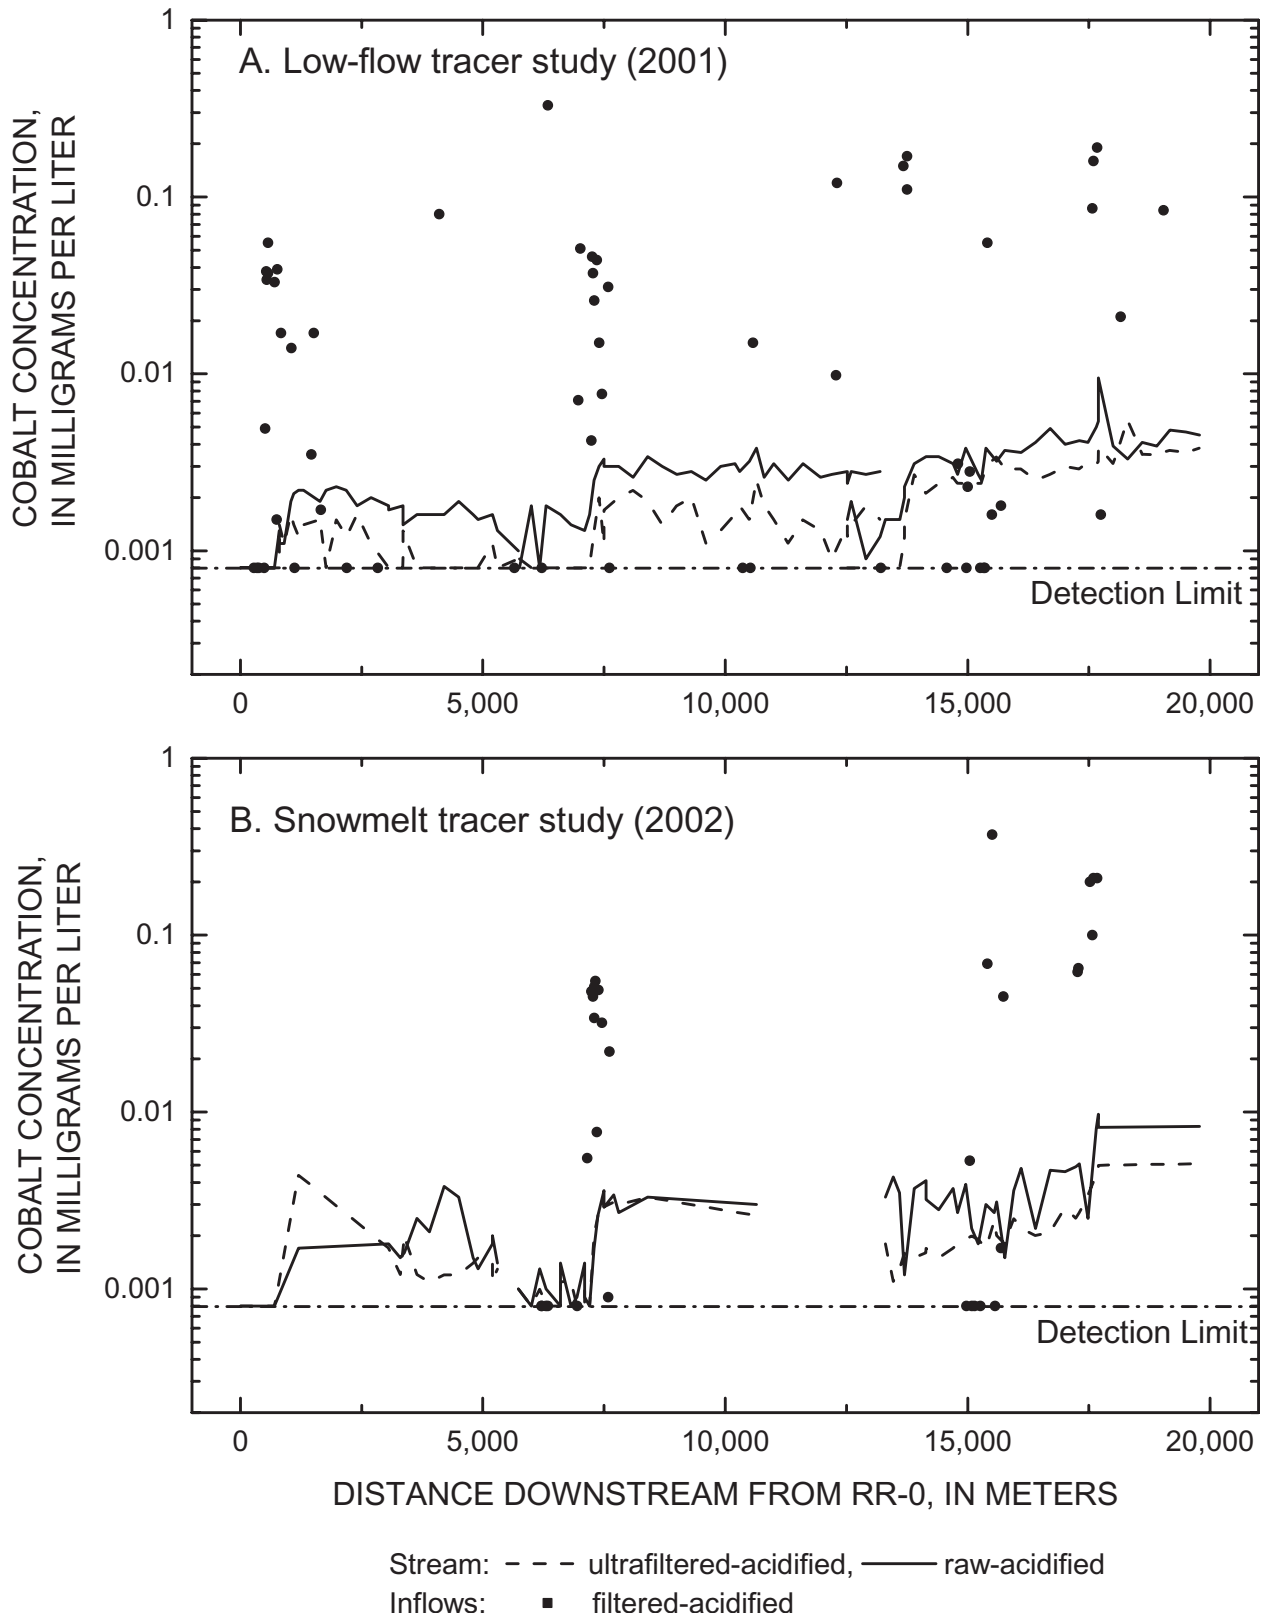 A. Low-flow tracer study (2001)
COBALT CONCENTRATION,
IN MILLIGRAMS PER LITER
1
0.1
0.01
0.001
Detection Limit
0 5,000 10,000 15,000 20,000
B. Snowmelt tracer study (2002)
COBALT CONCENTRATION,
IN MILLIGRAMS PER LITER
1
0.1
0.01
0.001
Detection Limit
0 5,000 10,000 15,000 20,000
DISTANCE DOWNSTREAM FROM RR-0, IN METERS
Stream: ultrafiltered-acidified, raw-acidified
Inflows: filtered-acidified